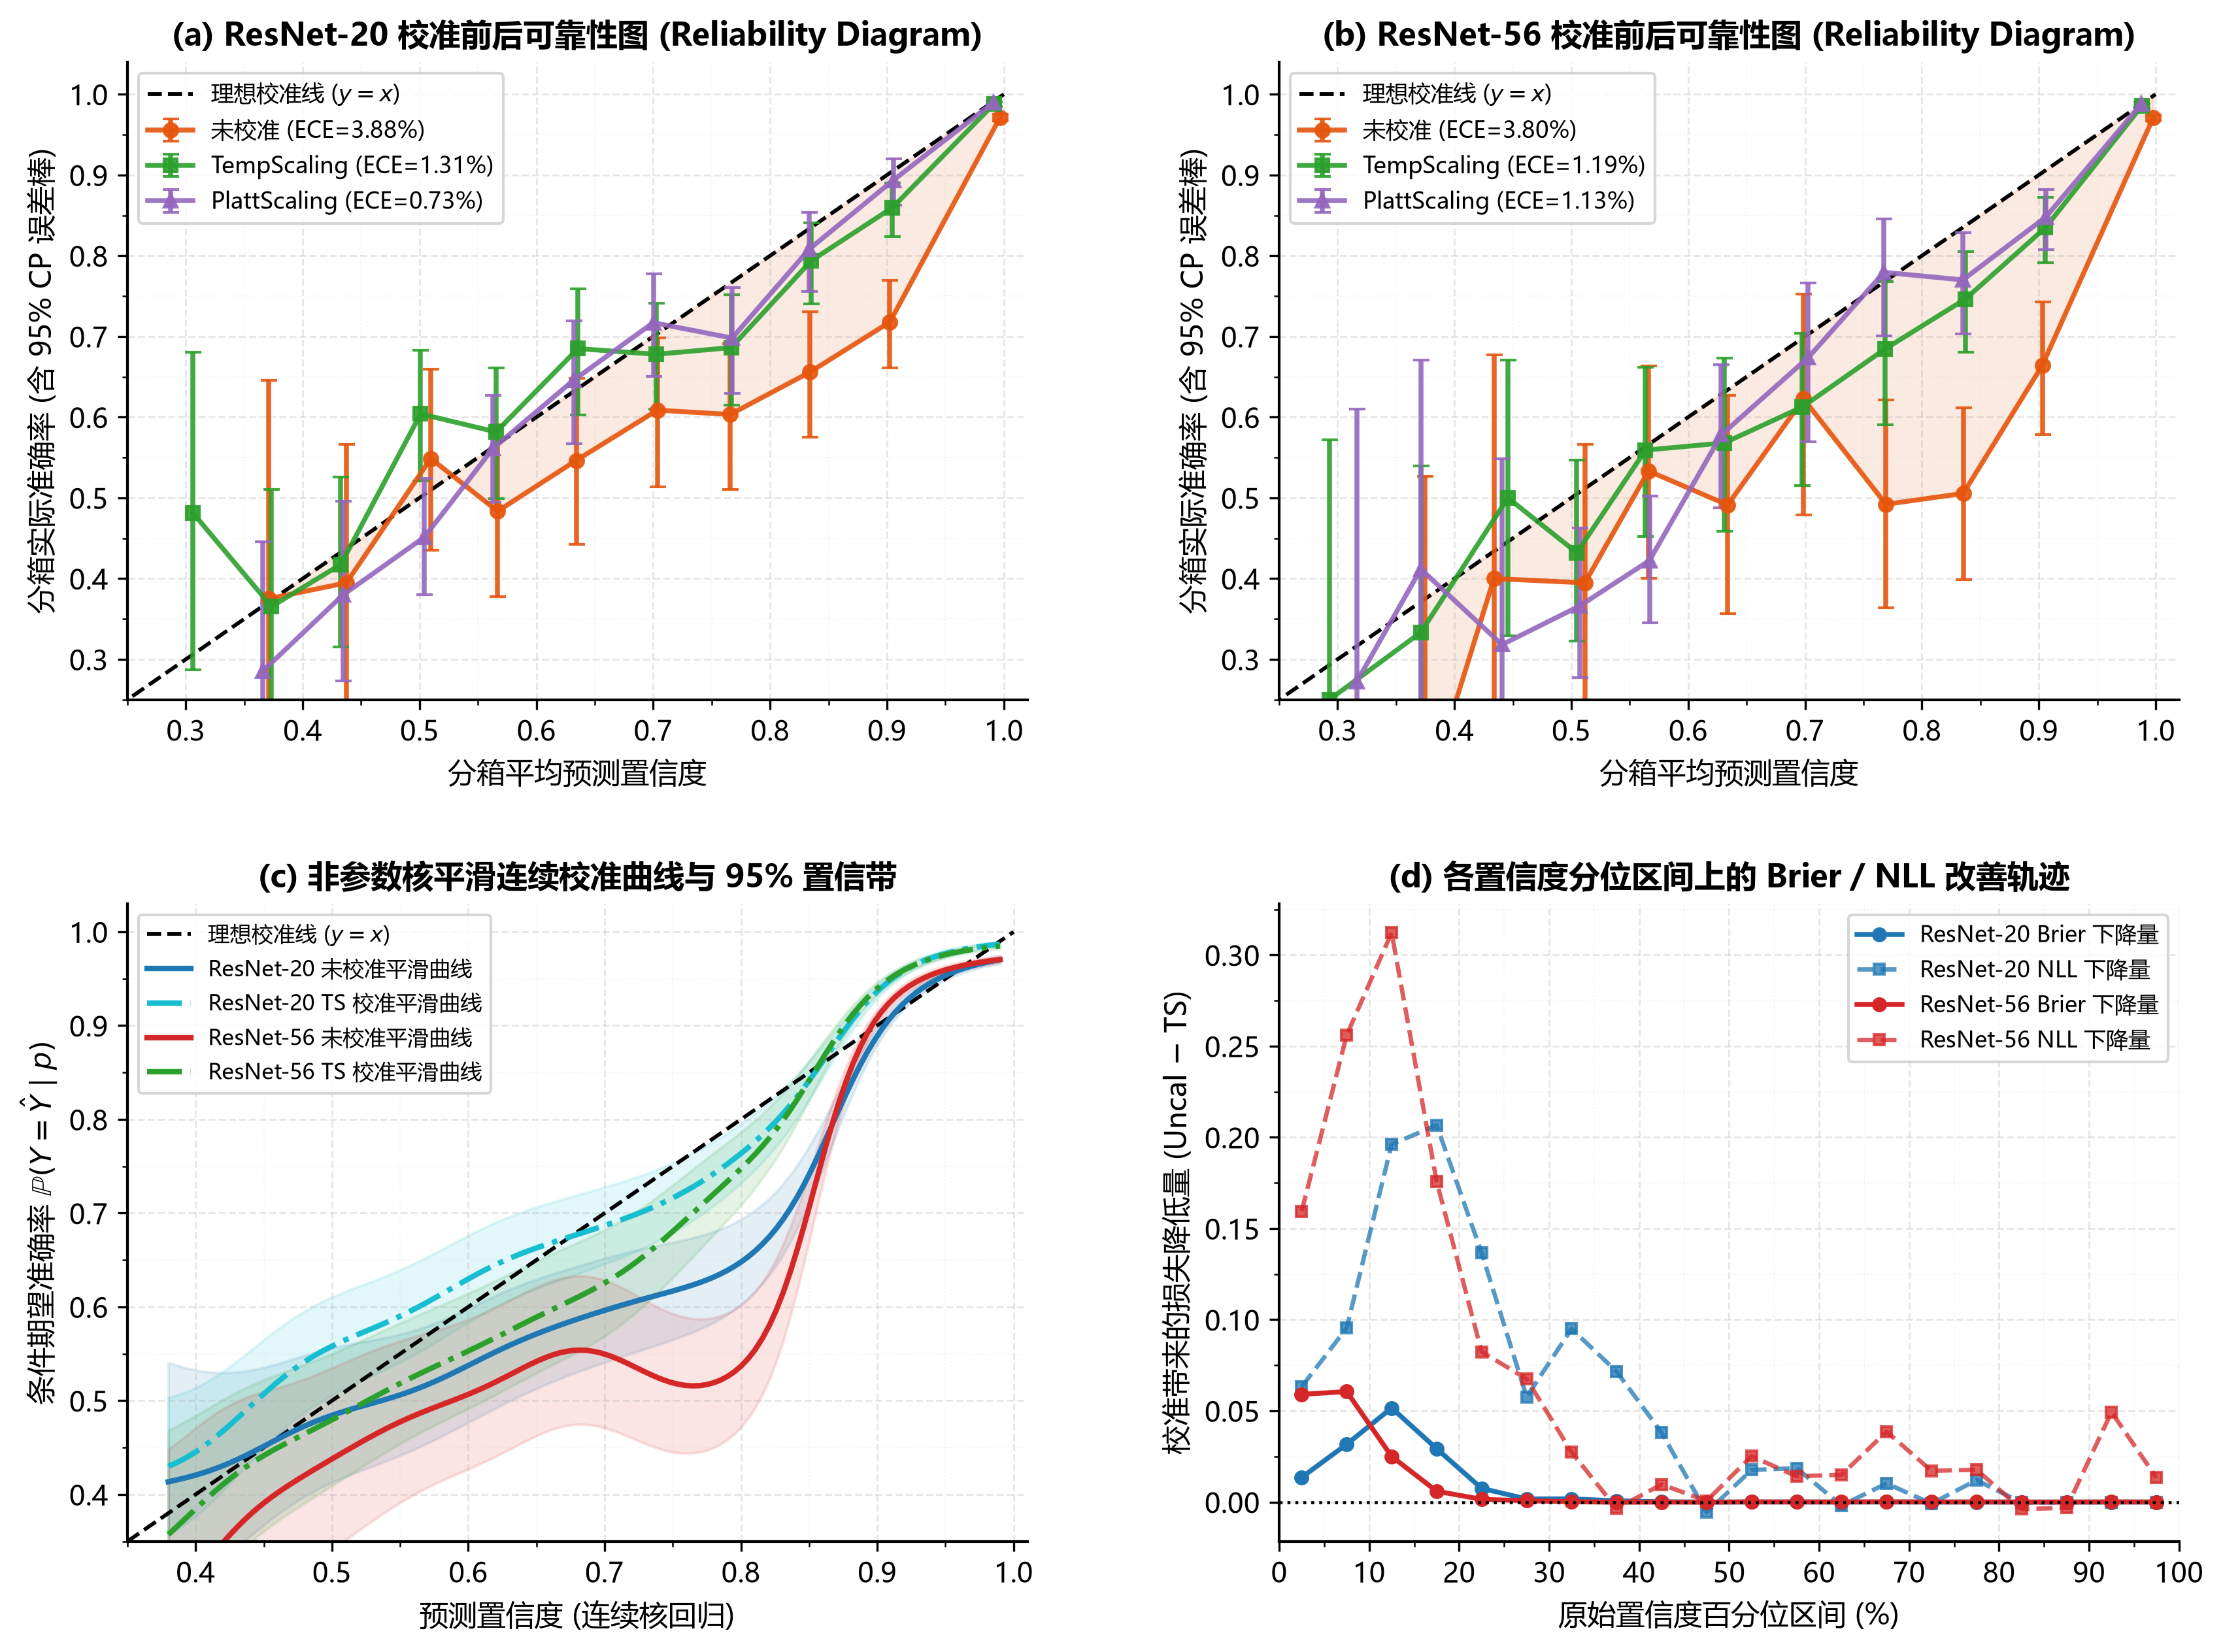 (a) ResNet-20 校准前后可靠性图 (Reliability Diagram)
理想校准线 (y = x)
未校准 (ECE=3.88%)
TempScaling (ECE=1.31%)
PlattScaling (ECE=0.73%)
分箱实际准确率 (含 95% CP 误差棒)
1.0
0.9
0.8
0.7
0.6
0.5
0.4
0.3
0.3 0.4 0.5 0.6 0.7 0.8 0.9 1.0
分箱平均预测置信度
(b) ResNet-56 校准前后可靠性图 (Reliability Diagram)
理想校准线 (y = x)
未校准 (ECE=3.80%)
TempScaling (ECE=1.19%)
PlattScaling (ECE=1.13%)
分箱实际准确率 (含 95% CP 误差棒)
1.0
0.9
0.8
0.7
0.6
0.5
0.4
0.3
0.3 0.4 0.5 0.6 0.7 0.8 0.9 1.0
分箱平均预测置信度
(c) 非参数核平滑连续校准曲线与 95% 置信带
理想校准线 (y = x)
ResNet-20 未校准平滑曲线
ResNet-20 TS 校准平滑曲线
ResNet-56 未校准平滑曲线
ResNet-56 TS 校准平滑曲线
条件期望准确率 ℙ(Y = Ŷ | p)
1.0
0.9
0.8
0.7
0.6
0.5
0.4
0.4 0.5 0.6 0.7 0.8 0.9 1.0
预测置信度 (连续核回归)
(d) 各置信度分位区间上的 Brier / NLL 改善轨迹
ResNet-20 Brier 下降量
ResNet-20 NLL 下降量
ResNet-56 Brier 下降量
ResNet-56 NLL 下降量
校准带来的损失降低量 (Uncal − TS)
0.30
0.25
0.20
0.15
0.10
0.05
0.00
0 10 20 30 40 50 60 70 80 90 100
原始置信度百分位区间 (%)